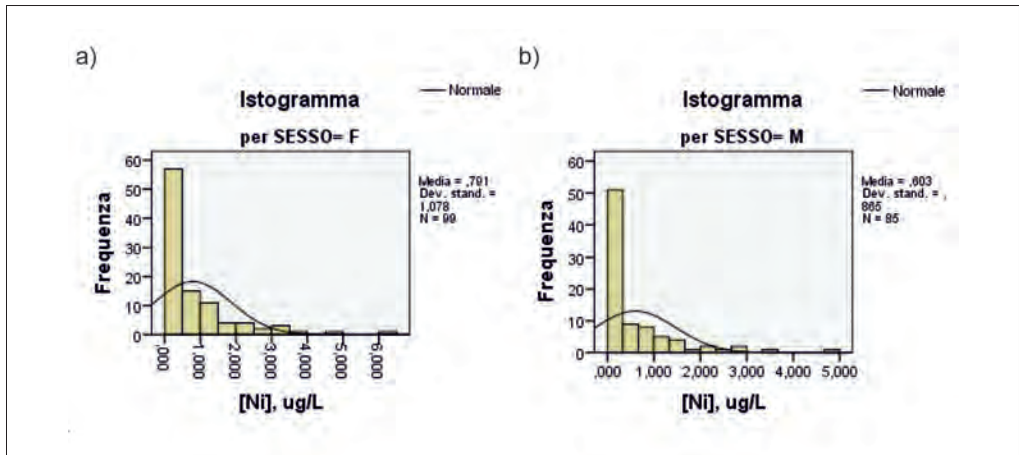 a)
Istogramma
per SESSO= F
Normale
Media = ,791
Dev. stand. =
1,078
N = 99
Frequenza
60
50
40
30
20
10
0
,000
1,000
2,000
3,000
4,000
5,000
6,000
[Ni], ug/L
b)
Istogramma
per SESSO= M
Normale
Media = ,603
Dev. stand. = ,
865
N = 85
Frequenza
60
50
40
30
20
10
0
,000 1,000 2,000 3,000 4,000 5,000
[Ni], ug/L